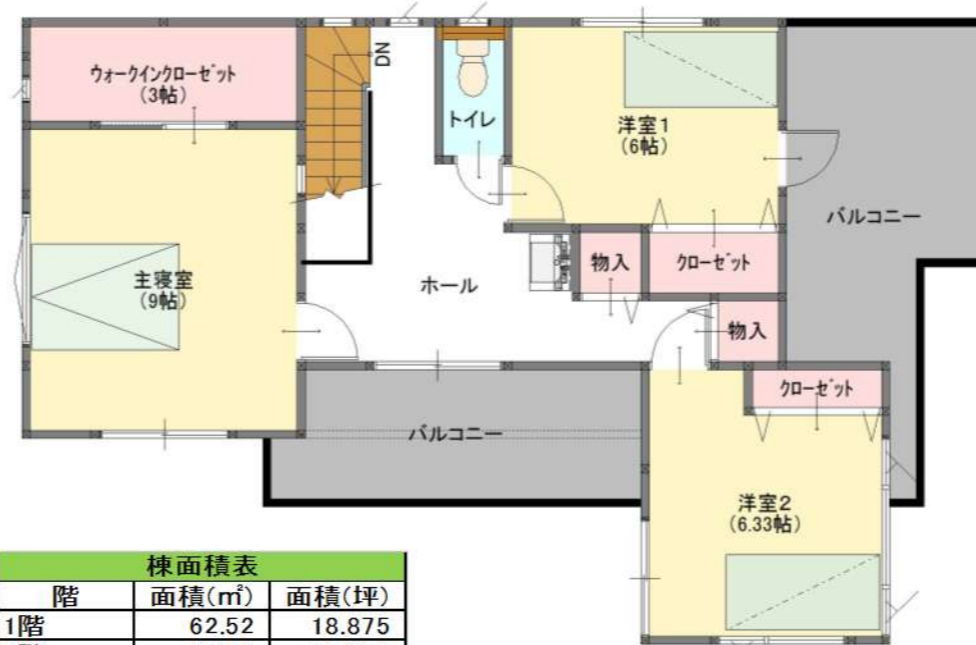 ウォークインクローゼット
(3帖)
DN
トイレ
洋室1
(6帖)
バルコニー
主寝室
(9帖)
ホール
物入
クローゼット
物入
クローゼット
バルコニー
洋室2
(6.33帖)
棟面積表
階 面積(㎡) 面積(坪)
1階 62.52 18.875